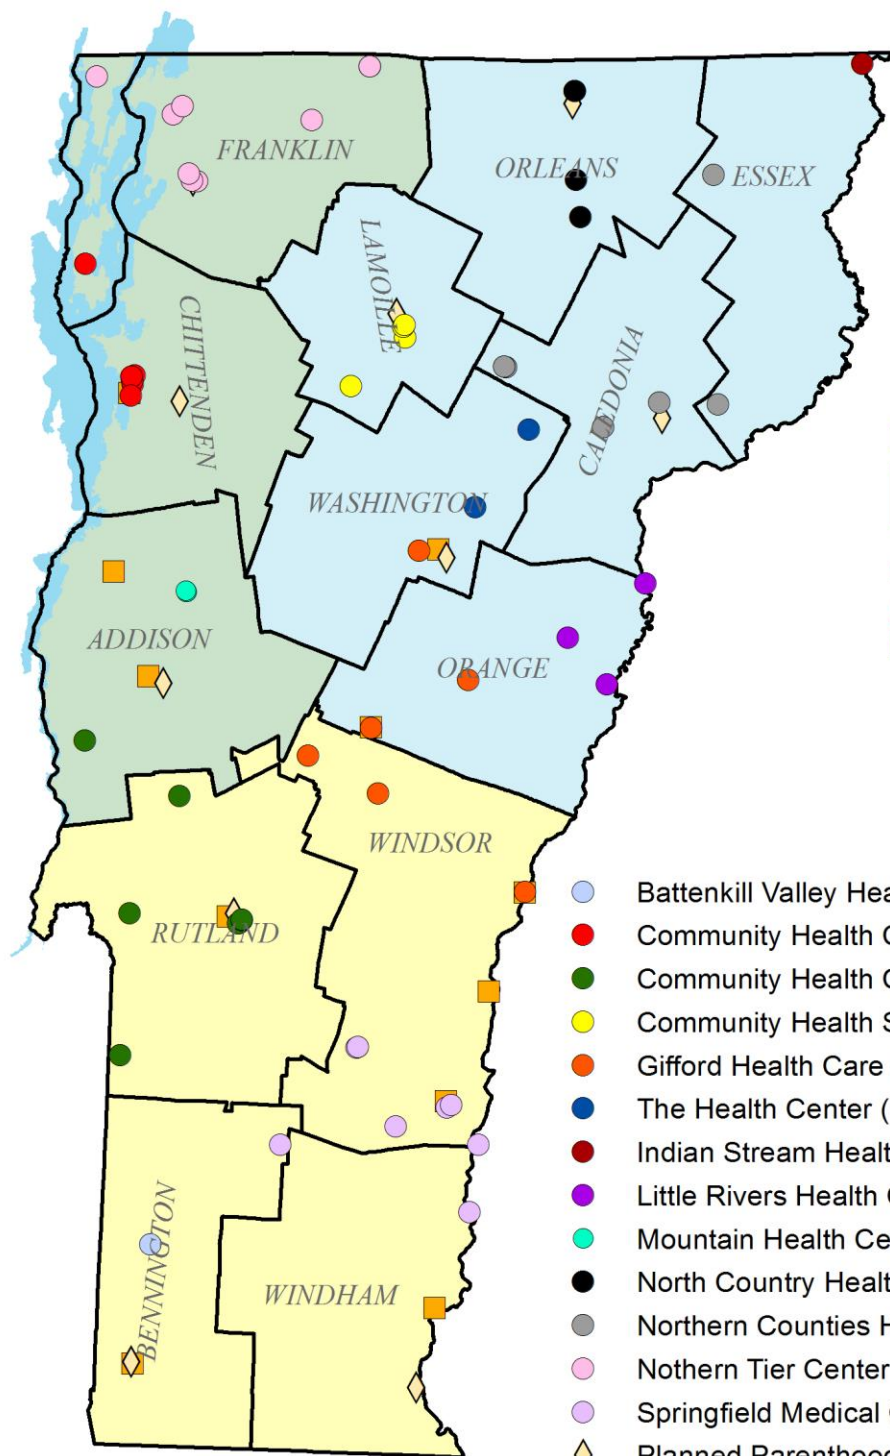 FRANKLIN
ORLEANS
ESSEX
LAMOILLE
CHITTENDEN
CALEDONIA
WASHINGTON
ADDISON
ORANGE
WINDSOR
RUTLAND
BENNINGTON
WINDHAM
Battenkill Valley Hea
Community Health C
Community Health C
Community Health S
Gifford Health Care
The Health Center (
Indian Stream Healt
Little Rivers Health C
Mountain Health Ce
North Country Healt
Northern Counties H
Nothern Tier Center
Springfield Medical C
Planned Parenthood